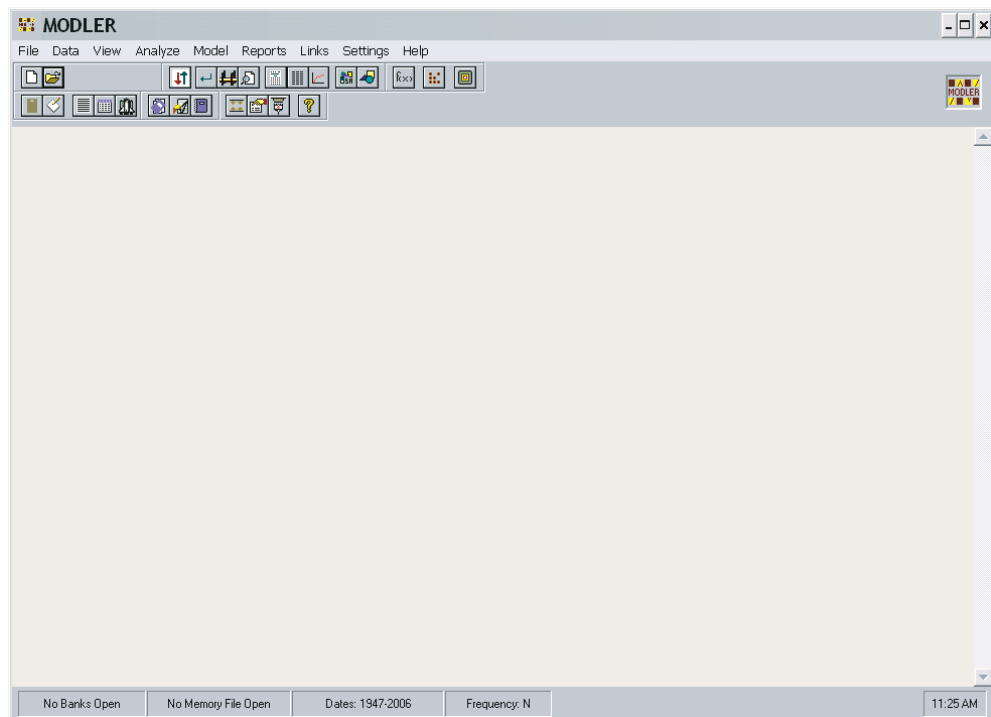 MODLER
File Data View Analyze Model Reports Links Settings Help
f(x)
MODLER
?
No Banks Open No Memory File Open Dates: 1947-2006 Frequency: N 11:25 AM